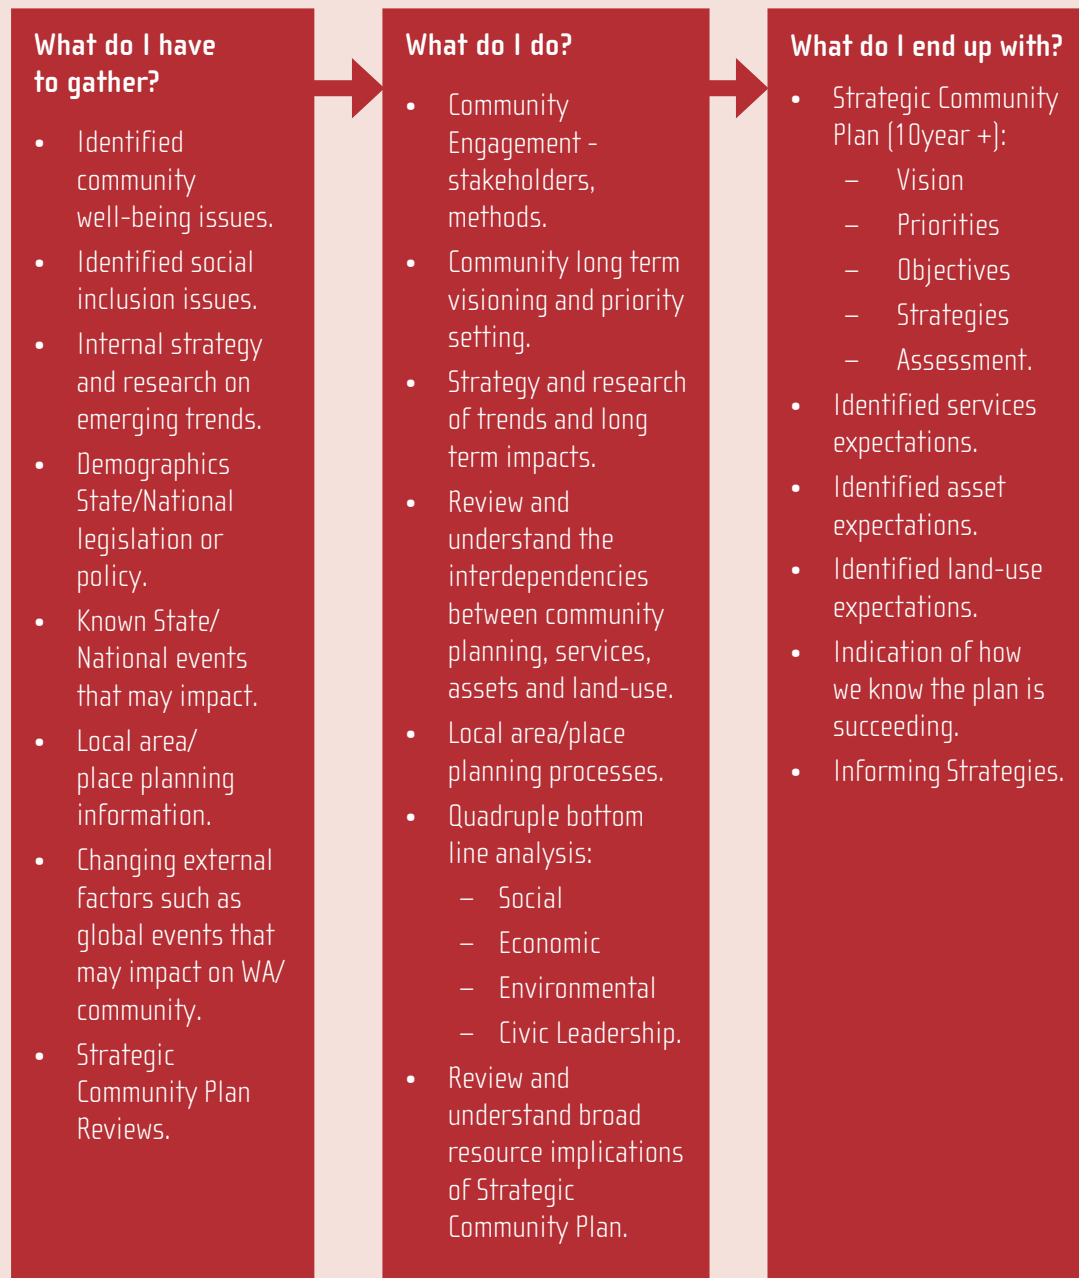 What do I have
to gather?
• Identified
community
well-being issues.
• Identified social
inclusion issues.
• Internal strategy
and research on
emerging trends.
• Demographics
State/National
legislation or
policy.
• Known State/
National events
that may impact.
• Local area/
place planning
information.
• Changing external
factors such as
global events that
may impact on WA/
community.
• Strategic
Community Plan
Reviews.
What do I do?
• Community
Engagement -
stakeholders,
methods.
• Community long term
visioning and priority
setting.
• Strategy and research
of trends and long
term impacts.
• Review and
understand the
interdependencies
between community
planning, services,
assets and land-use.
• Local area/place
planning processes.
• Quadruple bottom
line analysis:
– Social
– Economic
– Environmental
– Civic Leadership.
• Review and
understand broad
resource implications
of Strategic
Community Plan.
What do I end up with?
• Strategic Community
Plan (10year +):
– Vision
– Priorities
– Objectives
– Strategies
– Assessment.
• Identified services
expectations.
• Identified asset
expectations.
• Identified land-use
expectations.
• Indication of how
we know the plan is
succeeding.
• Informing Strategies.